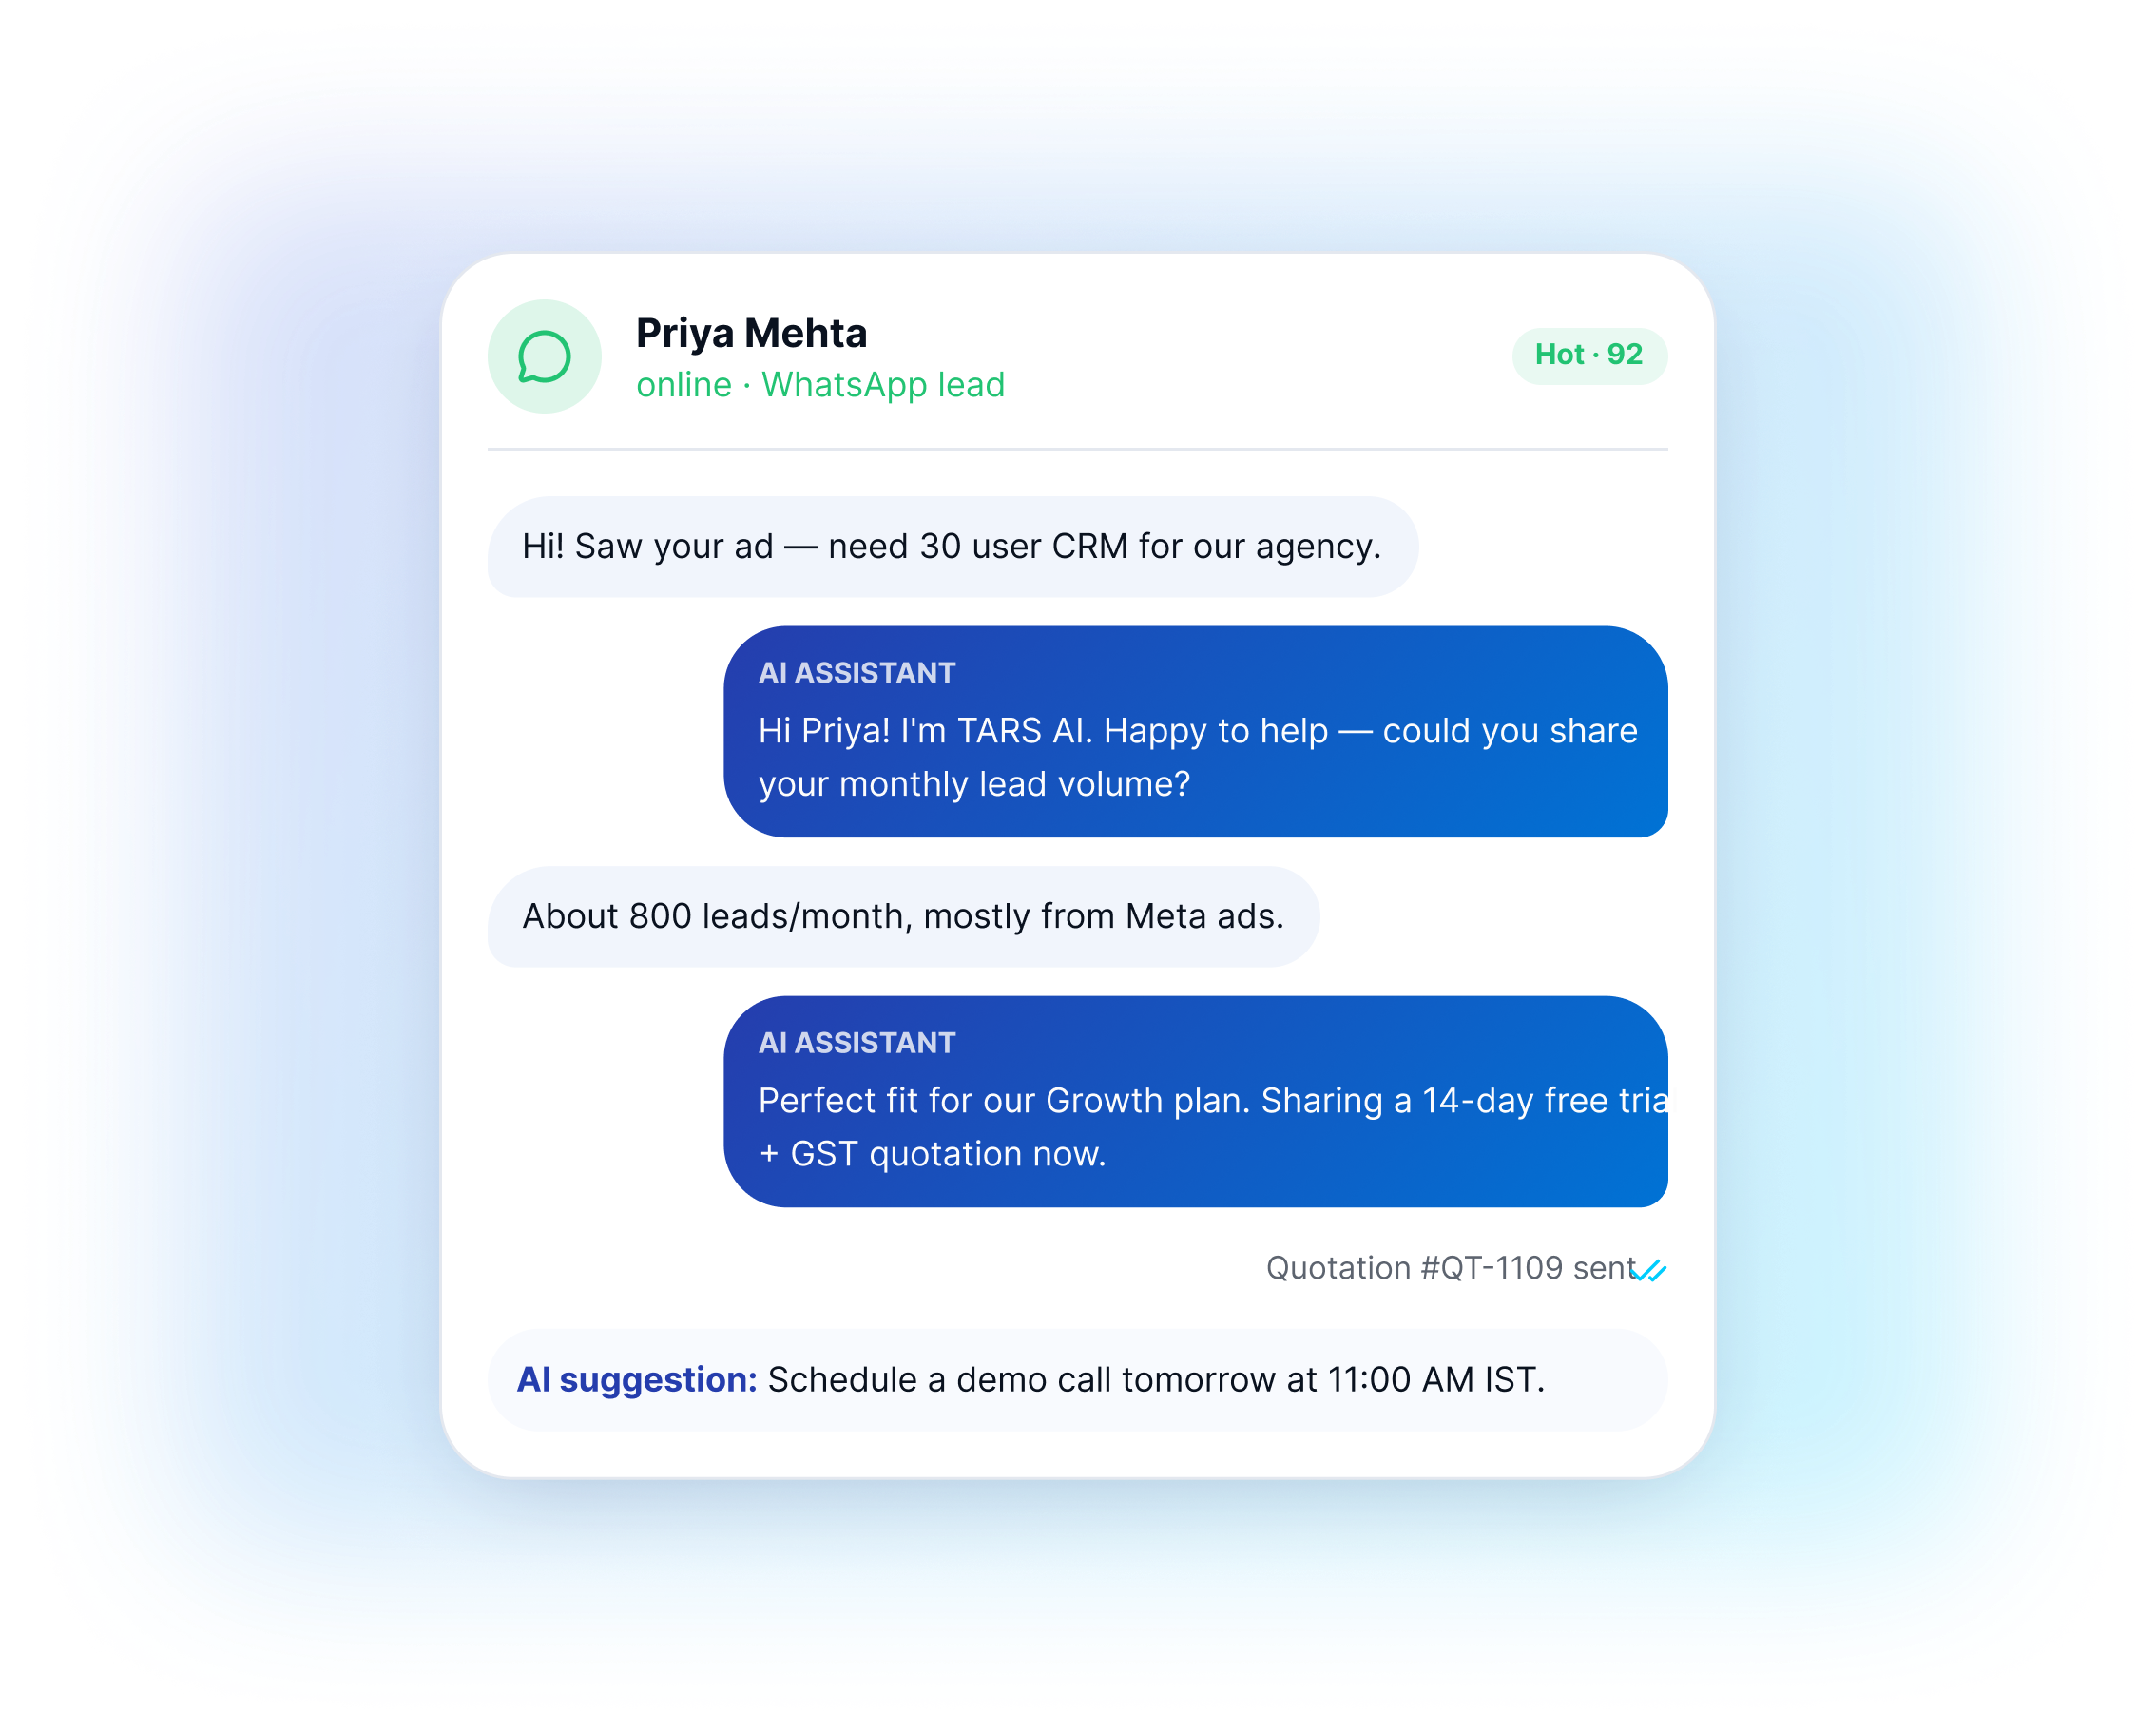 Priya Mehta
online · WhatsApp lead
Hot · 92
Hi! Saw your ad — need 30 user CRM for our agency.
AI ASSISTANT
Hi Priya! I'm TARS AI. Happy to help — could you share
your monthly lead volume?
About 800 leads/month, mostly from Meta ads.
AI ASSISTANT
Perfect fit for our Growth plan. Sharing a 14-day free tria
+ GST quotation now.
Quotation #QT-1109 sent
AI suggestion: Schedule a demo call tomorrow at 11:00 AM IST.